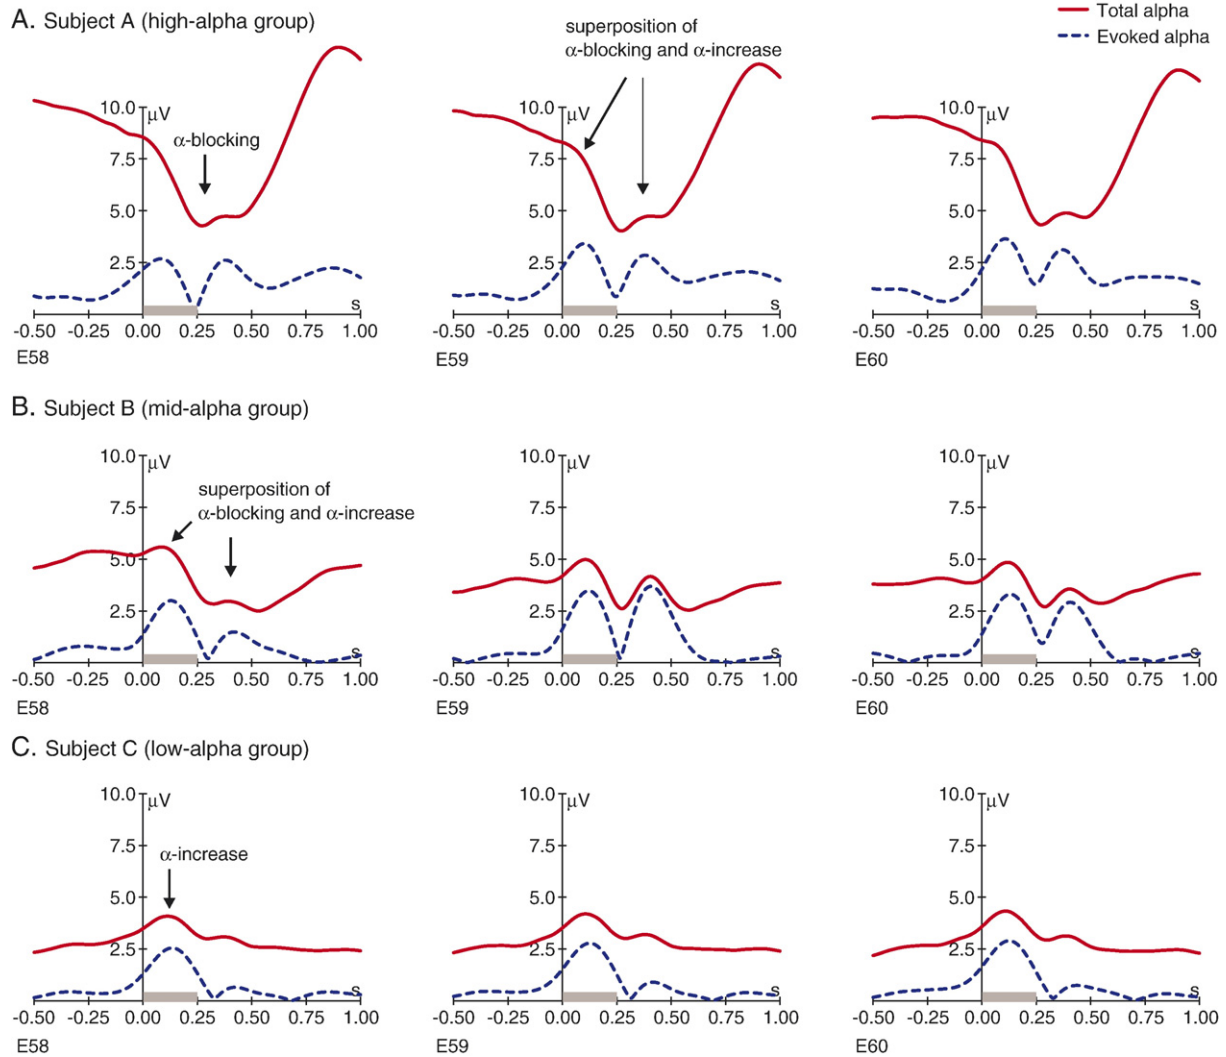 A. Subject A (high-alpha group)
Total alpha
Evoked alpha
superposition of
α-blocking and α-increase
α-blocking
10.0 μV
7.5
5.0
2.5
s
-0.50 -0.25 0.00 0.25 0.50 0.75 1.00
E58
10.0 μV
7.5
5.0
2.5
s
-0.50 -0.25 0.00 0.25 0.50 0.75 1.00
E59
10.0 μV
7.5
5.0
2.5
s
-0.50 -0.25 0.00 0.25 0.50 0.75 1.00
E60
B. Subject B (mid-alpha group)
10.0 μV
7.5
superposition of
α-blocking and α-increase
5.0
2.5
s
-0.50 -0.25 0.00 0.25 0.50 0.75 1.00
E58
10.0 μV
7.5
5.0
2.5
s
-0.50 -0.25 0.00 0.25 0.50 0.75 1.00
E59
10.0 μV
7.5
5.0
2.5
s
-0.50 -0.25 0.00 0.25 0.50 0.75 1.00
E60
C. Subject C (low-alpha group)
10.0 μV
7.5
α-increase
5.0
2.5
s
-0.50 -0.25 0.00 0.25 0.50 0.75 1.00
E58
10.0 μV
7.5
5.0
2.5
s
-0.50 -0.25 0.00 0.25 0.50 0.75 1.00
E59
10.0 μV
7.5
5.0
2.5
s
-0.50 -0.25 0.00 0.25 0.50 0.75 1.00
E60